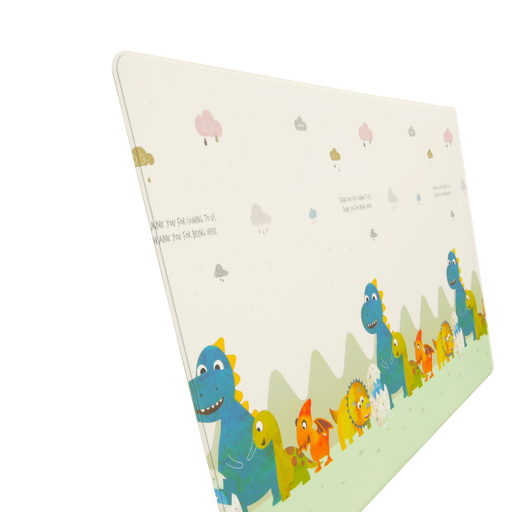 ANK YOU FOR COMING TO US,
HANK YOU FOR BEING HERE
THANK YOU FOR COMING TO US,
THANK YOU FOR BEING HERE